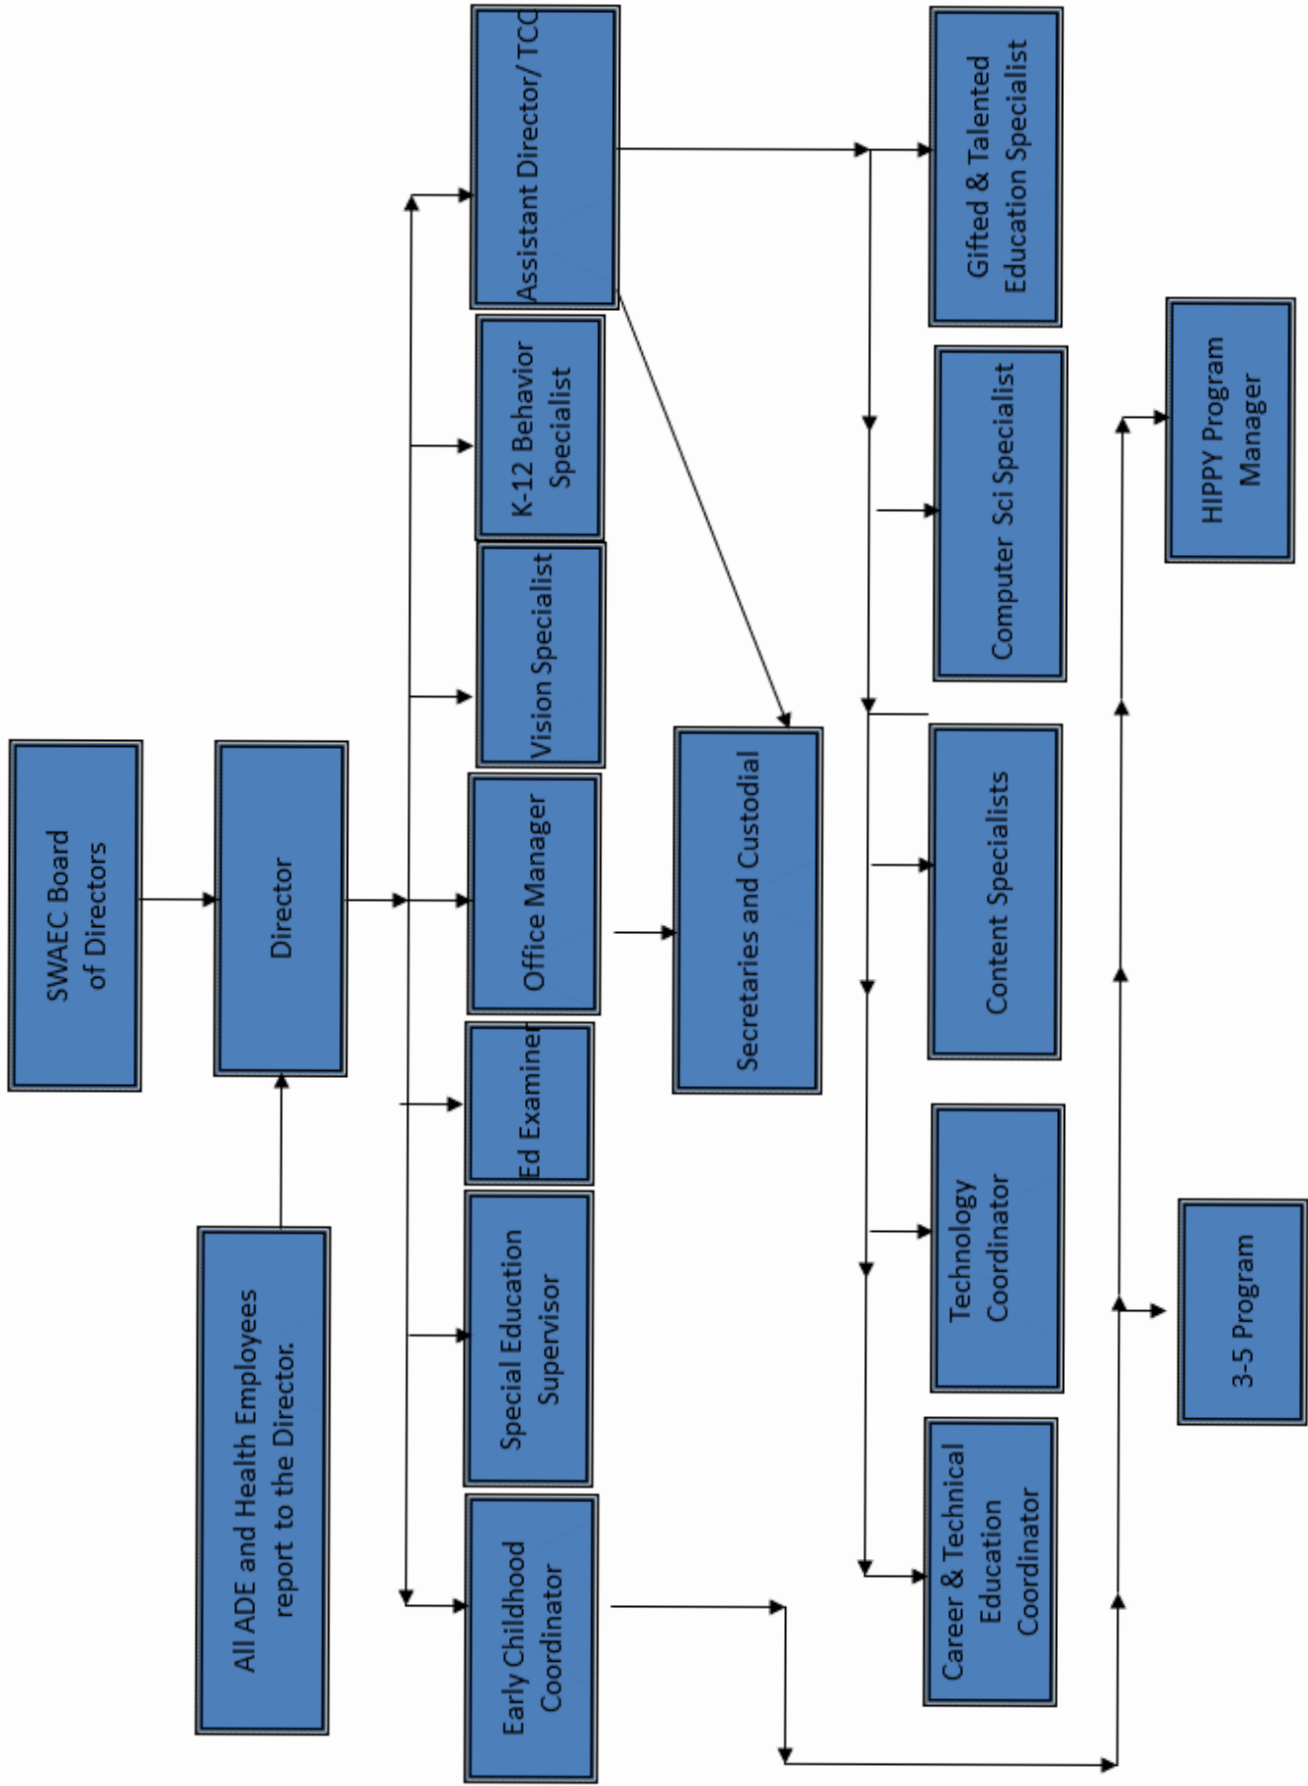 SWAEC Board
of Directors
All ADE and Health Employees
report to the Director.
Director
Early Childhood
Coordinator
Special Education
Supervisor
Ed Examiner
Office Manager
Vision Specialist
K-12 Behavior
Specialist
Assistant Director/ TCC
Secretaries and Custodial
Career & Technical
Education
Coordinator
Technology
Coordinator
Content Specialists
Computer Sci Specialist
Gifted & Talented
Education Specialist
3-5 Program
HIPPY Program
Manager